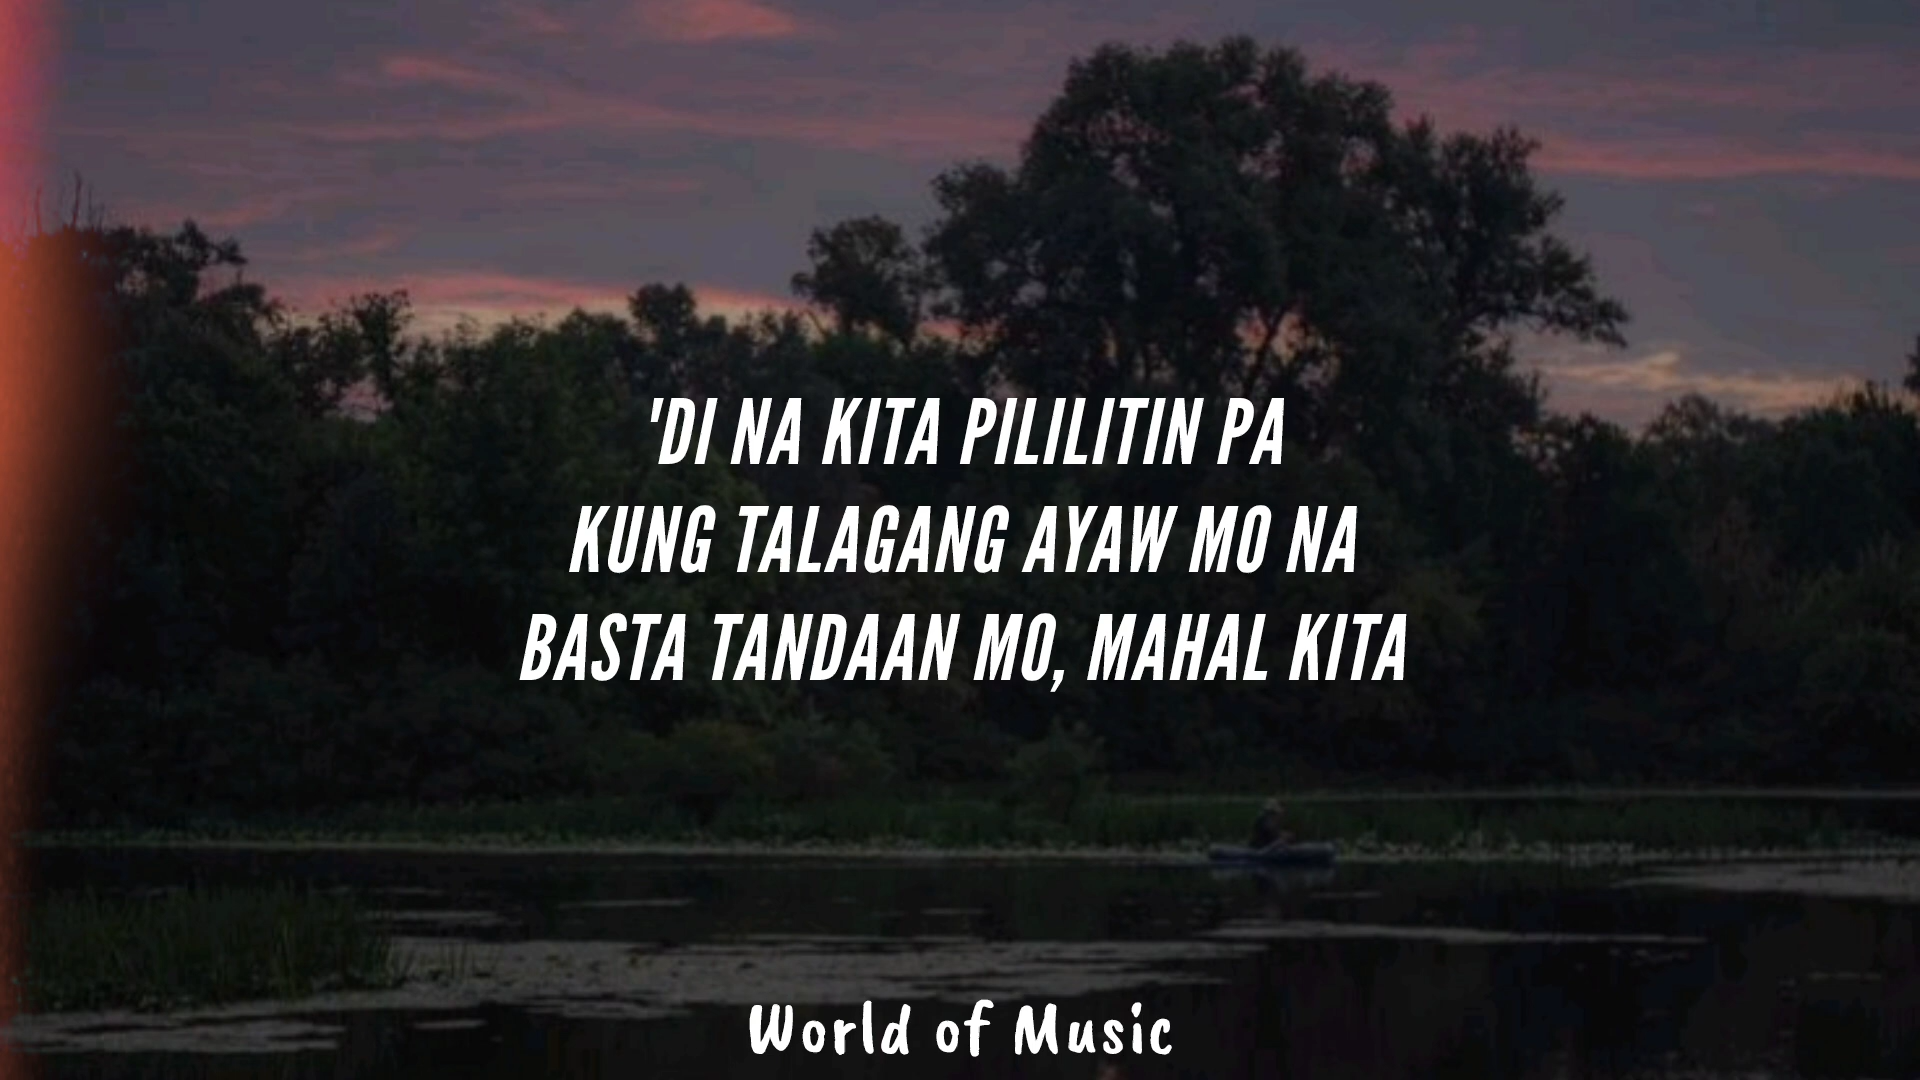 'DI NA KITA PILILITIN PA
KUNG TALAGANG AYAW MO NA
BASTA TANDAAN MO, MAHAL KITA
World of Music